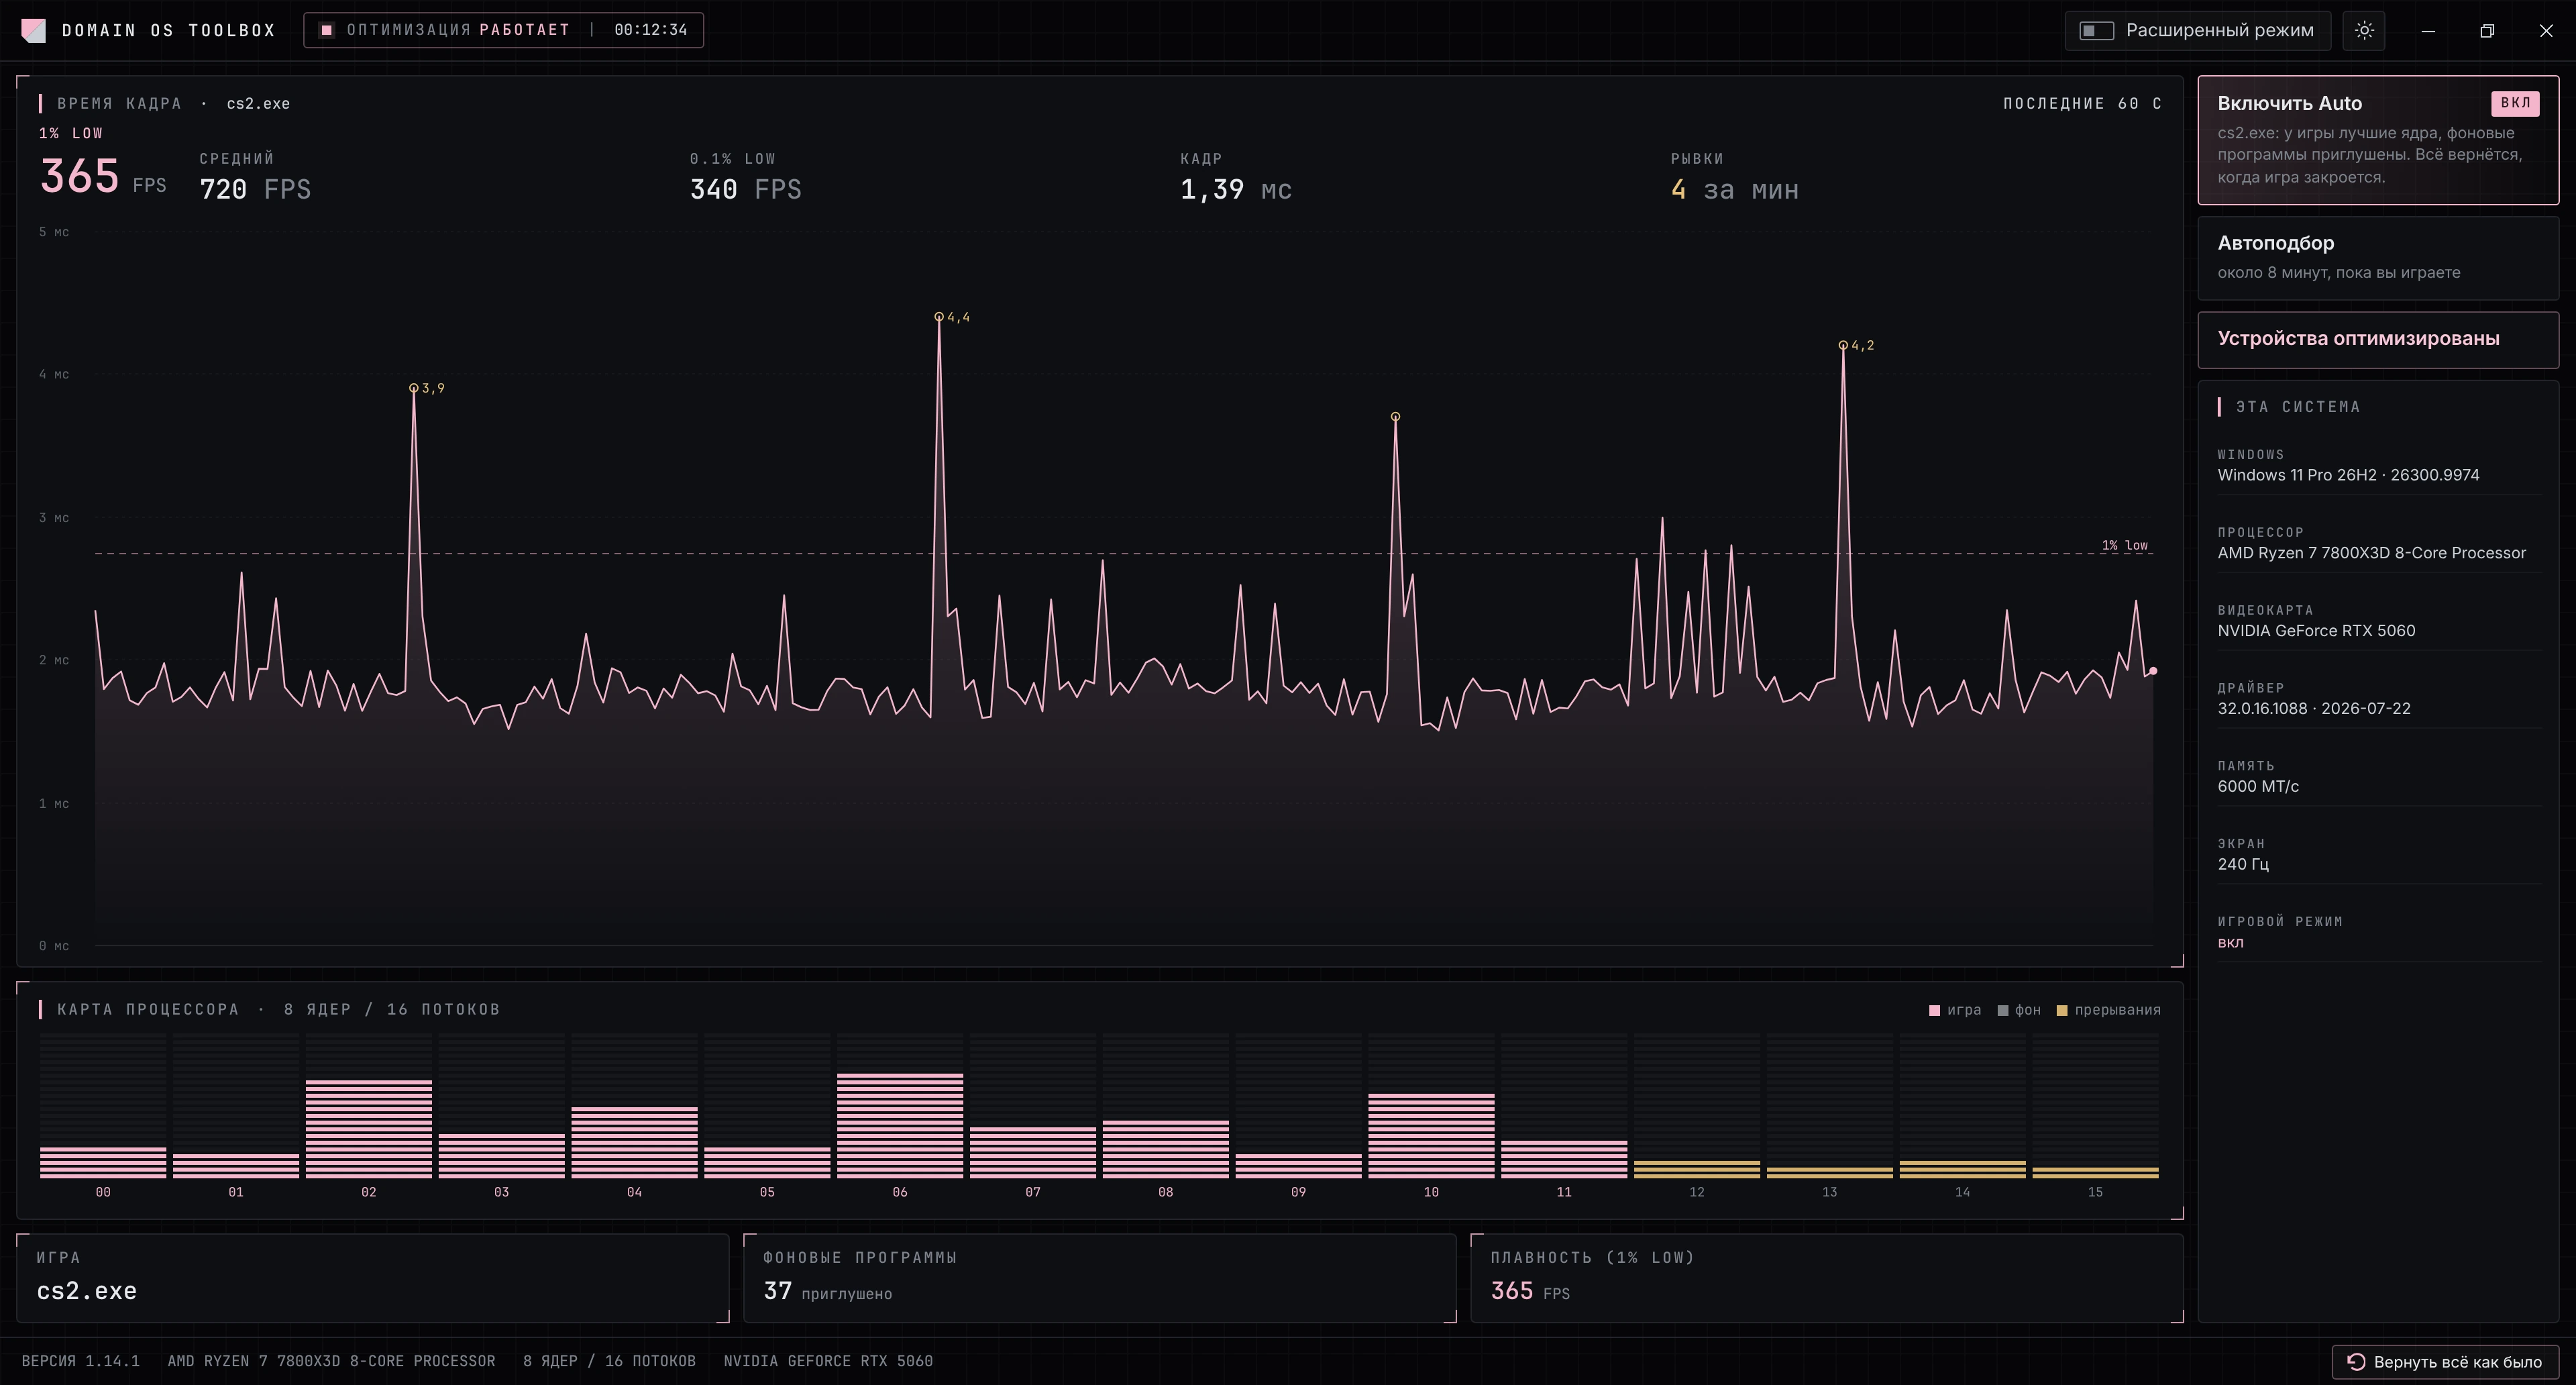 DOMAIN OS TOOLBOX
ОПТИМИЗАЦИЯ РАБОТАЕТ | 00:12:34
Расширенный режим
ВРЕМЯ КАДРА · cs2.exe
ПОСЛЕДНИЕ 60 С
1% LOW
365 FPS
СРЕДНИЙ
720 FPS
0.1% LOW
340 FPS
КАДР
1,39 мс
РЫВКИ
4 за мин
5 мс
4 мс
3 мс
2 мс
1 мс
0 мс
3,9
4,4
4,2
1% low
КАРТА ПРОЦЕССОРА · 8 ЯДЕР / 16 ПОТОКОВ
игра фон прерывания
00 01 02 03 04 05 06 07 08 09 10 11 12 13 14 15
ИГРА
cs2.exe
ФОНОВЫЕ ПРОГРАММЫ
37 приглушено
ПЛАВНОСТЬ (1% LOW)
365 FPS
Включить Auto
ВКЛ
cs2.exe: у игры лучшие ядра, фоновые
программы приглушены. Всё вернётся,
когда игра закроется.
Автоподбор
около 8 минут, пока вы играете
Устройства оптимизированы
ЭТА СИСТЕМА
WINDOWS
Windows 11 Pro 26H2 · 26300.9974
ПРОЦЕССОР
AMD Ryzen 7 7800X3D 8-Core Processor
ВИДЕОКАРТА
NVIDIA GeForce RTX 5060
ДРАЙВЕР
32.0.16.1088 · 2026-07-22
ПАМЯТЬ
6000 МТ/с
ЭКРАН
240 Гц
ИГРОВОЙ РЕЖИМ
вкл
ВЕРСИЯ 1.14.1 AMD RYZEN 7 7800X3D 8-CORE PROCESSOR 8 ЯДЕР / 16 ПОТОКОВ NVIDIA GEFORCE RTX 5060
Вернуть всё как было